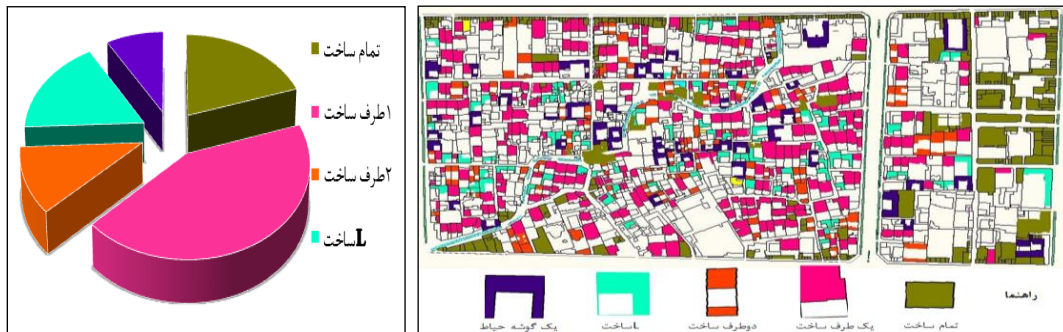 تمام ساخت
۱طرف ساخت
۲طرف ساخت
Lساخت
راهنما
تمام ساخت
یک طرف ساخت
دوطرف ساخت
Lساخت
یک گوشه حیاط